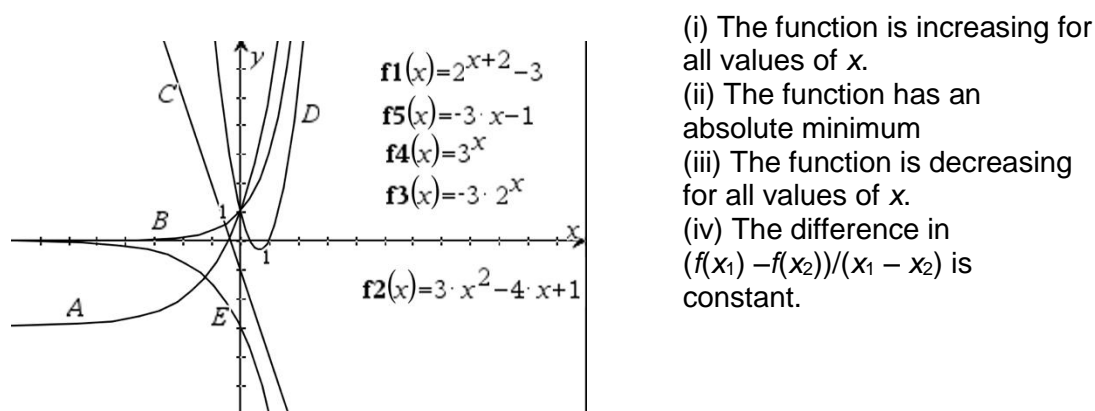 y
C
f1(x)=2^x+2-3
D
f5(x)=-3· x-1
f4(x)=3^x
f3(x)=-3· 2^x
B
1
x
1
A
E
f2(x)=3· x^2-4· x+1
(i) The function is increasing for
all values of x.
(ii) The function has an
absolute minimum
(iii) The function is decreasing
for all values of x.
(iv) The difference in
(f(x₁) –f(x₂))/(x₁ – x₂) is
constant.